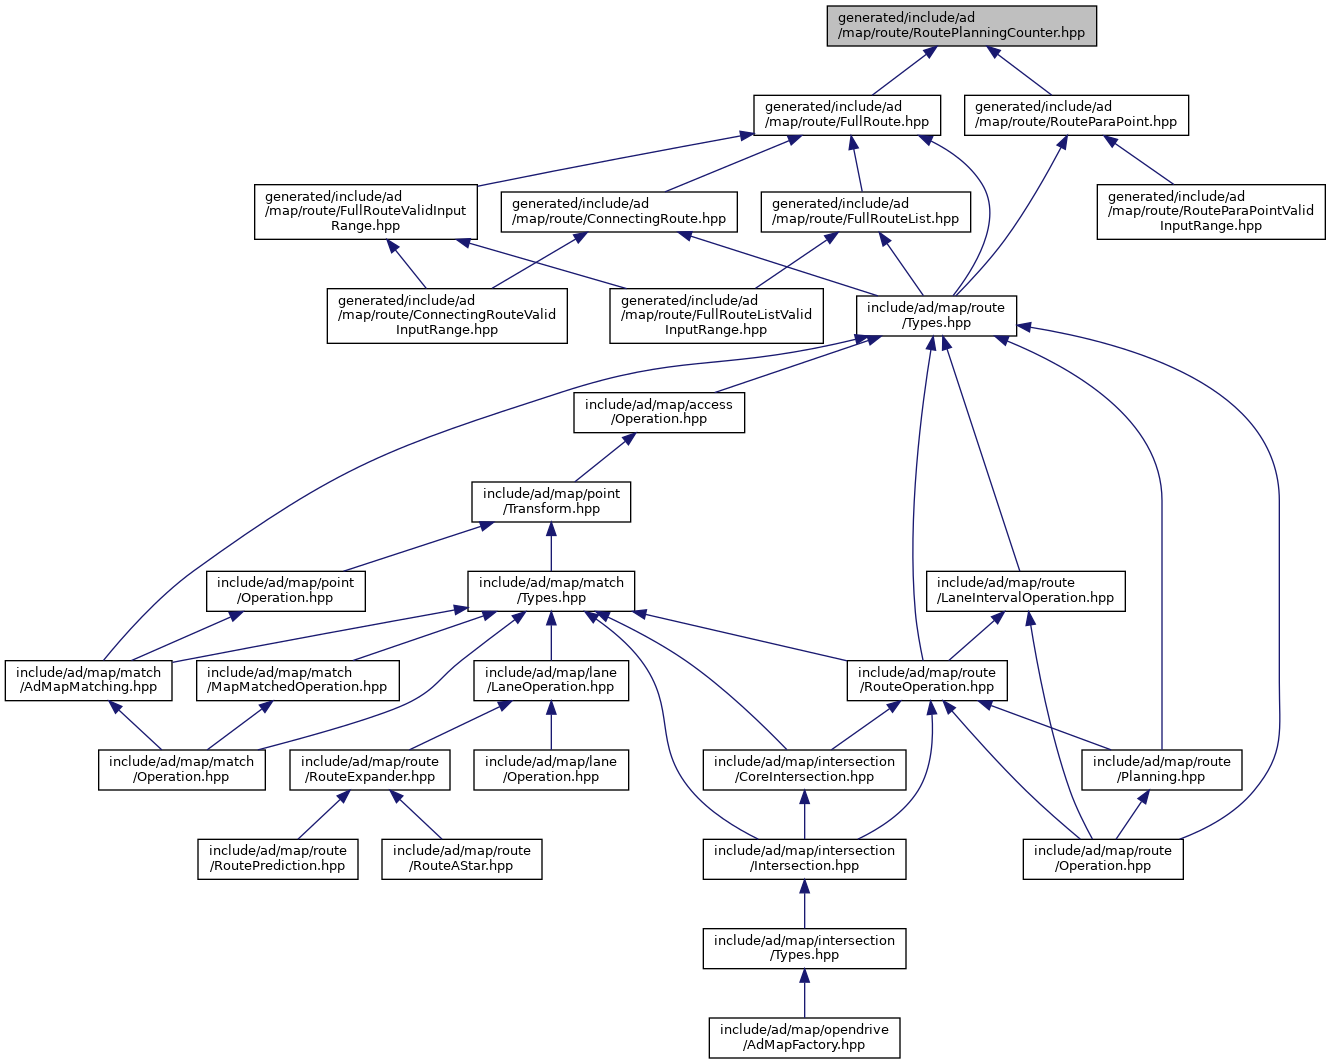 generated/include/ad
/map/route/RoutePlanningCounter.hpp
generated/include/ad
/map/route/FullRoute.hpp
generated/include/ad
/map/route/RouteParaPoint.hpp
generated/include/ad
/map/route/FullRouteValidInput
Range.hpp
generated/include/ad
/map/route/ConnectingRoute.hpp
generated/include/ad
/map/route/FullRouteList.hpp
generated/include/ad
/map/route/RouteParaPointValid
InputRange.hpp
generated/include/ad
/map/route/ConnectingRouteValid
InputRange.hpp
generated/include/ad
/map/route/FullRouteListValid
InputRange.hpp
include/ad/map/route
/Types.hpp
include/ad/map/access
/Operation.hpp
include/ad/map/point
/Transform.hpp
include/ad/map/point
/Operation.hpp
include/ad/map/match
/Types.hpp
include/ad/map/route
/LaneIntervalOperation.hpp
include/ad/map/match
/AdMapMatching.hpp
include/ad/map/match
/MapMatchedOperation.hpp
include/ad/map/lane
/LaneOperation.hpp
include/ad/map/route
/RouteOperation.hpp
include/ad/map/match
/Operation.hpp
include/ad/map/route
/RouteExpander.hpp
include/ad/map/lane
/Operation.hpp
include/ad/map/intersection
/CoreIntersection.hpp
include/ad/map/route
/Planning.hpp
include/ad/map/route
/RoutePrediction.hpp
include/ad/map/route
/RouteAStar.hpp
include/ad/map/intersection
/Intersection.hpp
include/ad/map/route
/Operation.hpp
include/ad/map/intersection
/Types.hpp
include/ad/map/opendrive
/AdMapFactory.hpp